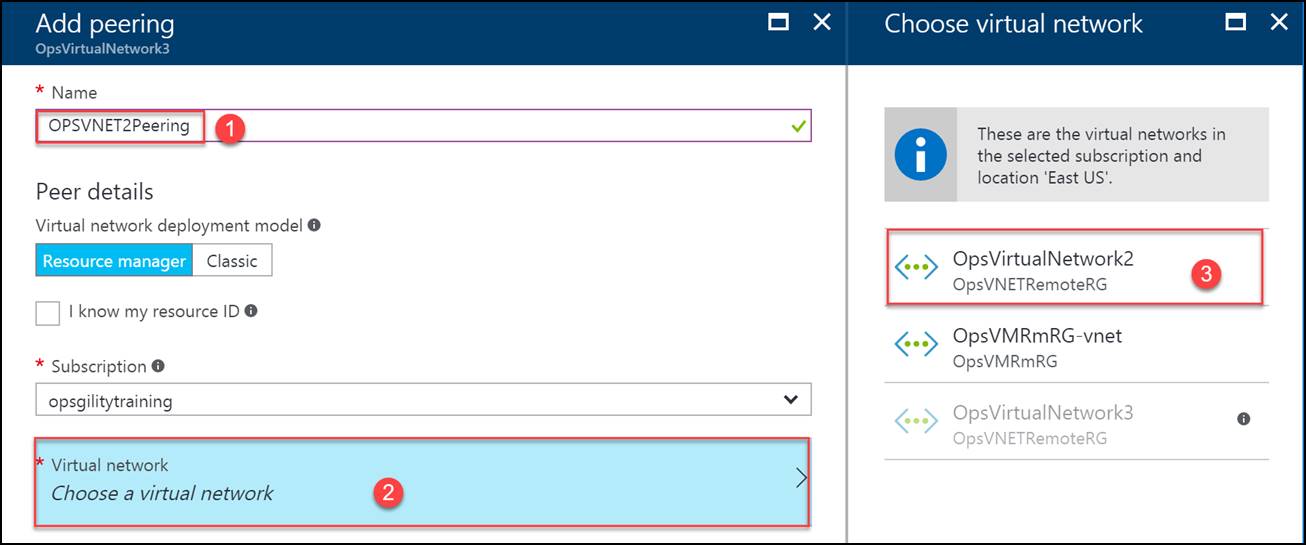 Add peering
OpsVirtualNetwork3
* Name
OPSVNET2Peering
1
Peer details
Virtual network deployment model
Resource manager
Classic
I know my resource ID
* Subscription
opsgilitytraining
* Virtual network
Choose a virtual network
2
Choose virtual network
These are the virtual networks in
the selected subscription and
location 'East US'.
OpsVirtualNetwork2
OpsVNETRemoteRG
3
OpsVMRmRG-vnet
OpsVMRmRG
OpsVirtualNetwork3
OpsVNETRemoteRG